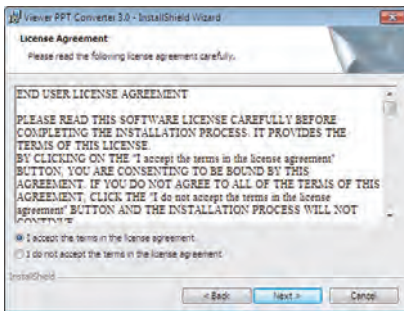 Viewer PPT Converter 3.0 - InstallShield Wizard
License Agreement
Please read the following license agreement carefully.
END USER LICENSE AGREEMENT
PLEASE READ THIS SOFTWARE LICENSE CAREFULLY BEFORE
COMPLETING THE INSTALLATION PROCESS. IT PROVIDES THE
TERMS OF THIS LICENSE.
BY CLICKING ON THE "I accept the terms in the license agreement"
BUTTON, YOU ARE CONSENTING TO BE BOUND BY THIS
AGREEMENT. IF YOU DO NOT AGREE TO ALL OF THE TERMS OF THIS
AGREEMENT, CLICK THE "I do not accept the terms in the license
agreement" BUTTON AND THE INSTALLATION PROCESS WILL NOT
CONTINUE
I accept the terms in the license agreement
I do not accept the terms in the license agreement
InstallShield
< Back Next > Cancel